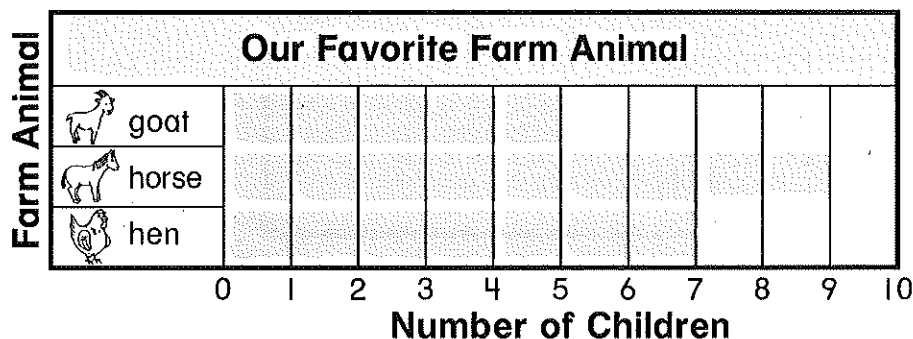 Our Favorite Farm Animal
Farm Animal
goat
horse
hen
0 1 2 3 4 5 6 7 8 9 10
Number of Children